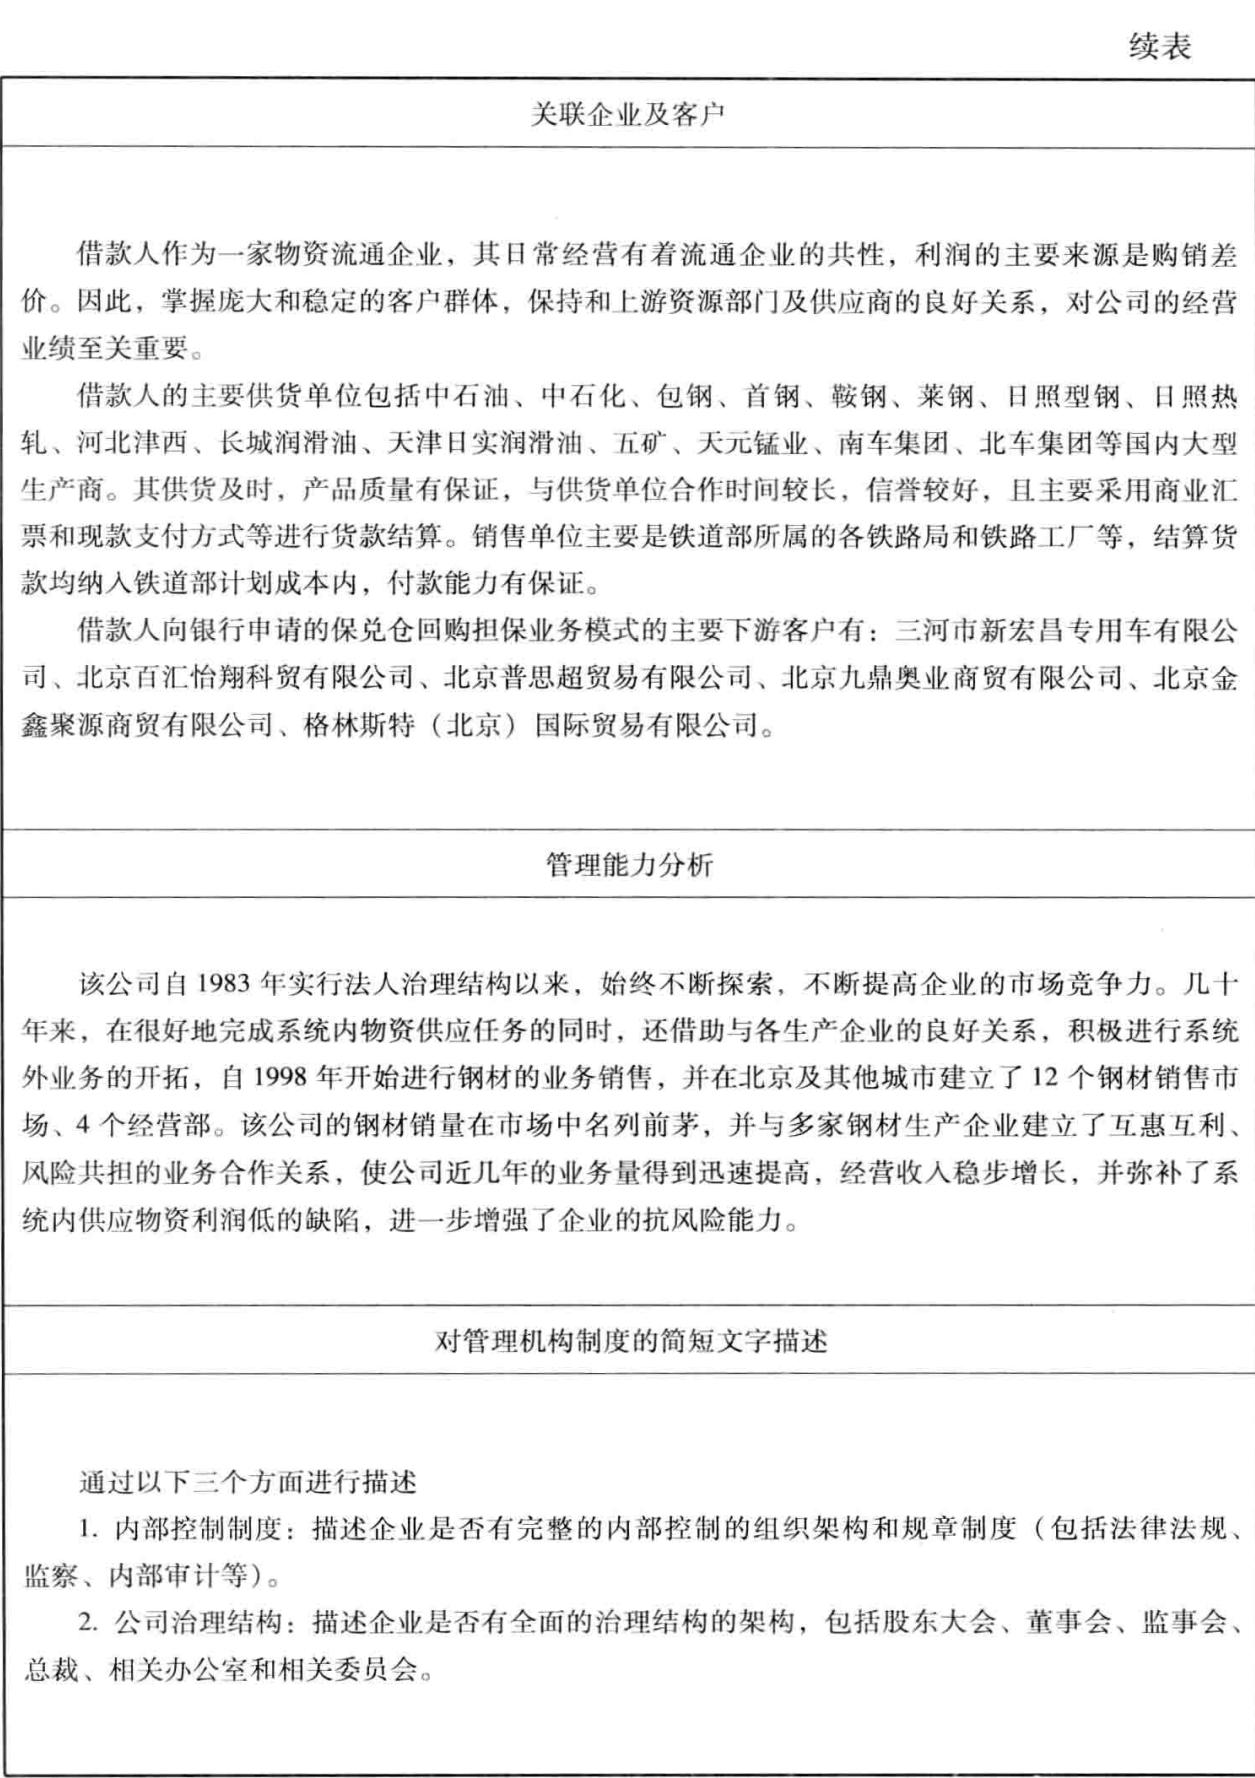 续表
关联企业及客户
借款人作为一家物资流通企业，其日常经营有着流通企业的共性，利润的主要来源是购销差
价。因此，掌握庞大和稳定的客户群体，保持和上游资源部门及供应商的良好关系，对公司的经营
业绩至关重要。
借款人的主要供货单位包括中石油、中石化、包钢、首钢、鞍钢、莱钢、日照型钢、日照热
轧、河北津西、长城润滑油、天津日实润滑油、五矿、天元锰业、南车集团、北车集团等国内大型
生产商。其供货及时，产品质量有保证，与供货单位合作时间较长，信誉较好，且主要采用商业汇
票和现款支付方式等进行货款结算。销售单位主要是铁道部所属的各铁路局和铁路工厂等，结算货
款均纳入铁道部计划成本内，付款能力有保证。
借款人向银行申请的保兑仓回购担保业务模式的主要下游客户有：三河市新宏昌专用车有限公
司、北京百汇怡翔科贸有限公司、北京普思超贸易有限公司、北京九鼎奥业商贸有限公司、北京金
鑫聚源商贸有限公司、格林斯特（北京）国际贸易有限公司。
管理能力分析
该公司自 1983 年实行法人治理结构以来，始终不断探索，不断提高企业的市场竞争力。几十
年来，在很好地完成系统内物资供应任务的同时，还借助与各生产企业的良好关系，积极进行系统
外业务的开拓，自 1998 年开始进行钢材的业务销售，并在北京及其他城市建立了 12 个钢材销售市
场、4 个经营部。该公司的钢材销量在市场中名列前茅，并与多家钢材生产企业建立了互惠互利、
风险共担的业务合作关系，使公司近几年的业务量得到迅速提高，经营收入稳步增长，并弥补了系
统内供应物资利润低的缺陷，进一步增强了企业的抗风险能力。
对管理机构制度的简短文字描述
通过以下三个方面进行描述
1. 内部控制制度：描述企业是否有完整的内部控制的组织架构和规章制度（包括法律法规、
监察、内部审计等）。
2. 公司治理结构：描述企业是否有全面的治理结构的架构，包括股东大会、董事会、监事会、
总裁、相关办公室和相关委员会。